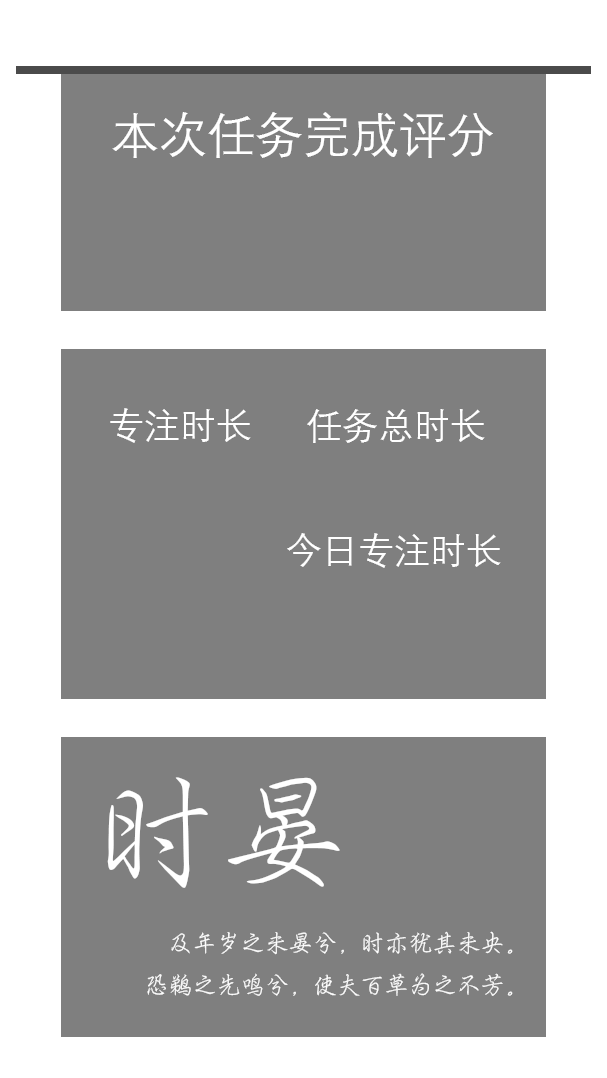 本次任务完成评分
专注时长 任务总时长
今日专注时长
时晏
及年岁之未晏兮，时亦犹其未央。
恐鹈之先鸣兮，使夫百草为之不芳。